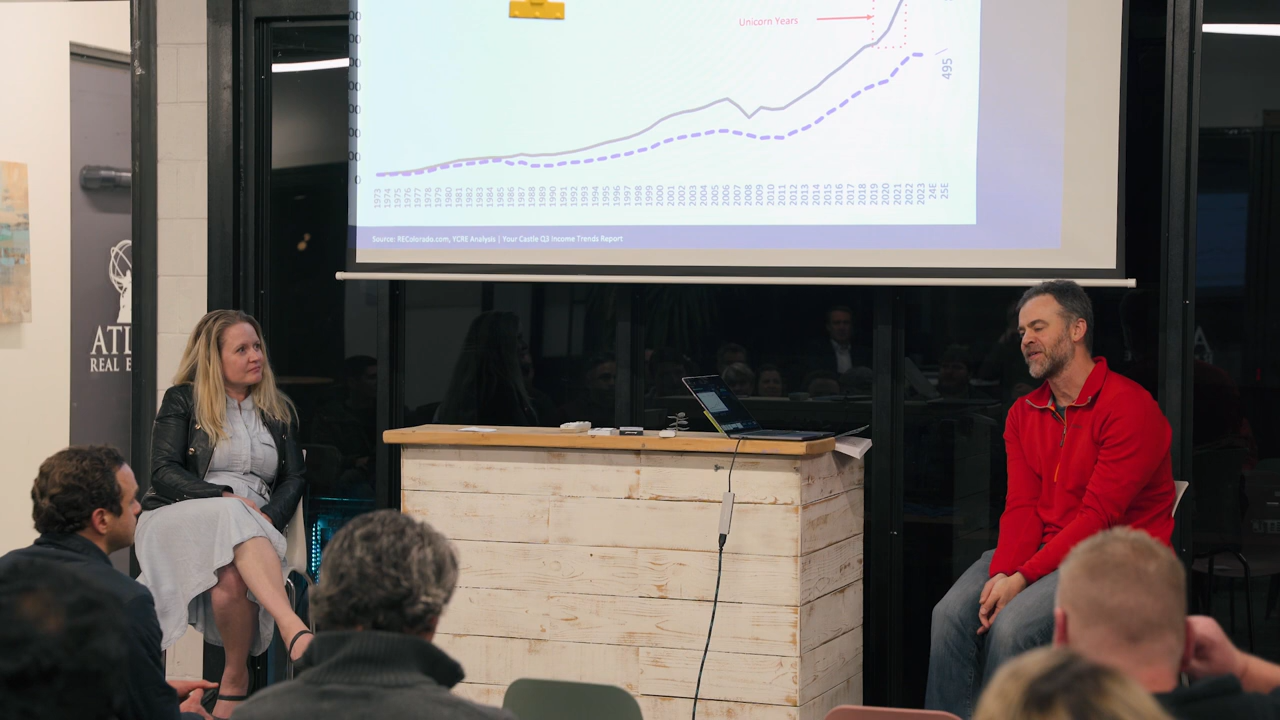 Unicorn Years
495
1973 1974 1975 1976 1977 1978 1979 1980 1981 1982 1983 1984 1985 1986 1987 1988 1989 1990 1991 1992 1993 1994 1995 1996 1997 1998 1999 2000 2001 2002 2003 2004 2005 2006 2007 2008 2009 2010 2011 2012 2013 2014 2015 2016 2017 2018 2019 2020 2021 2022 2023 24E 25E
Source: REColorado.com, YCRE Analysis | Your Castle Q3 Income Trends Report
ATL
REAL E